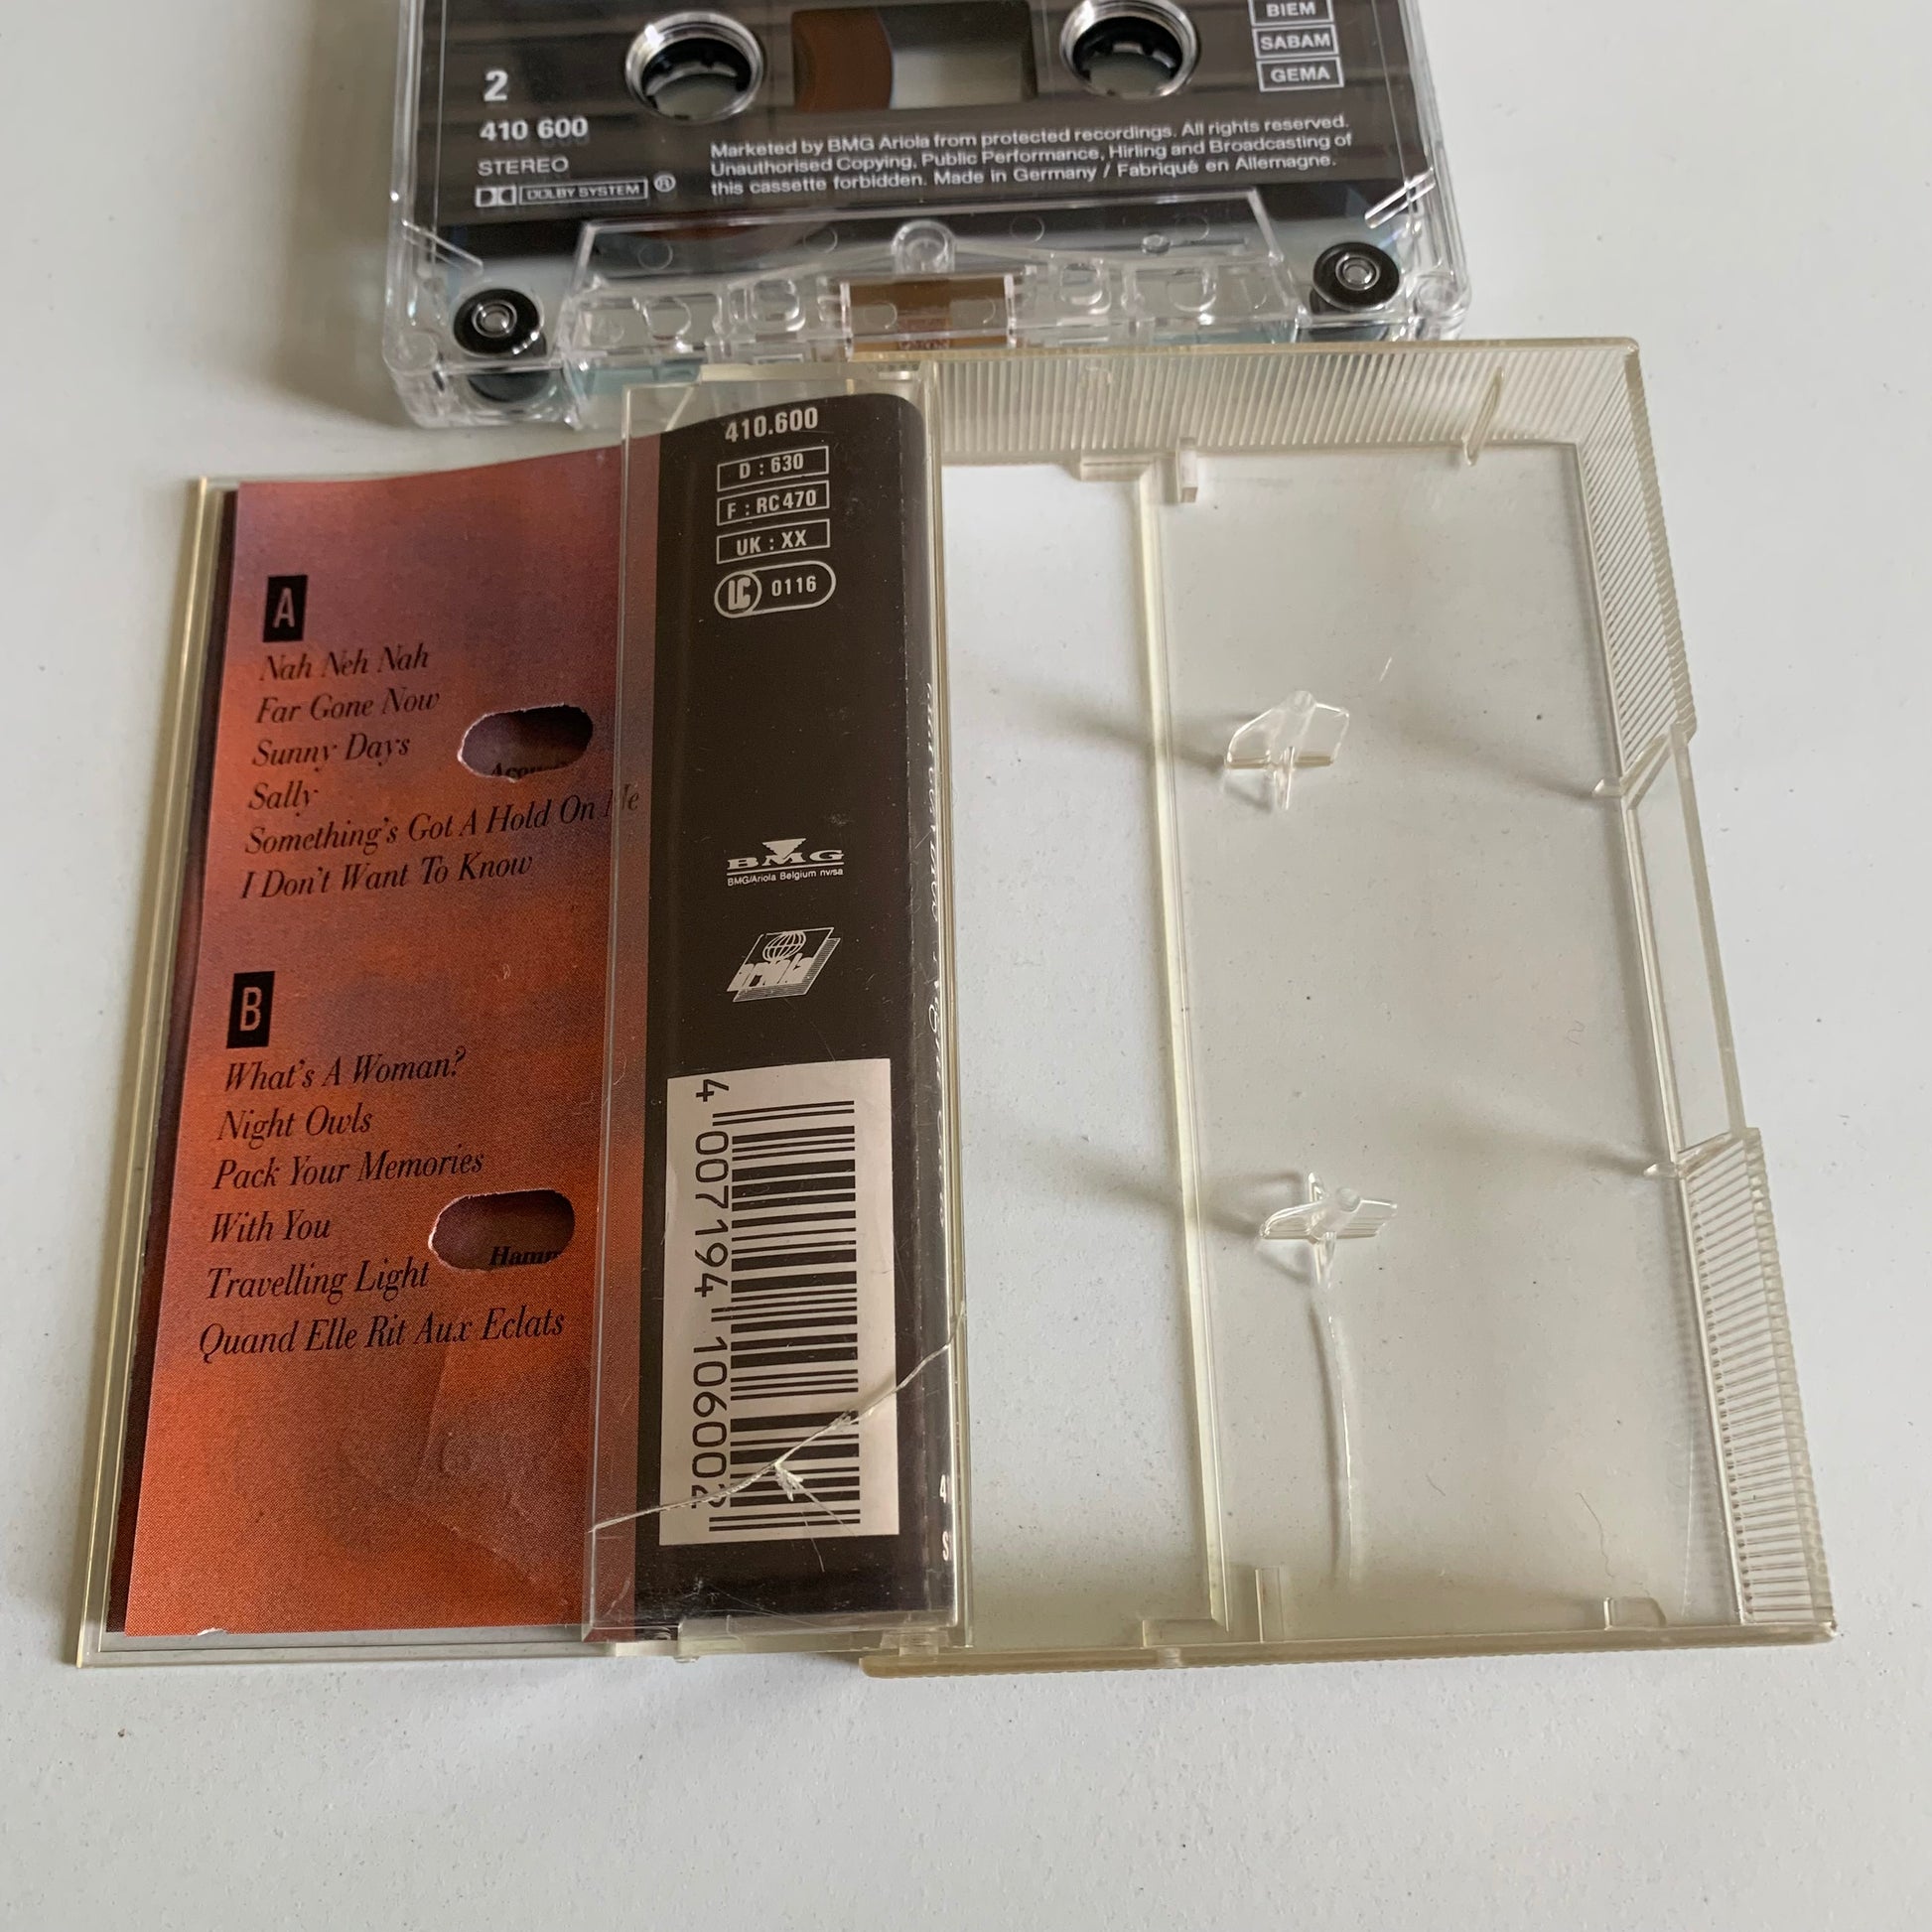 2
410 600
STEREO
DOLBY SYSTEM ®
BIEM
SABAM
GEMA
Marketed by BMG Ariola from protected recordings. All rights reserved.
Unauthorised Copying, Public Performance, Hirling and Broadcasting of
this cassette forbidden. Made in Germany / Fabriqué en Allemagne.
A
Nah Neh Nah
Far Gone Now
Sunny Days
Sally
Something's Got A Hold On Me
I Don't Want To Know
B
What's A Woman?
Night Owls
Pack Your Memories
With You
Travelling Light
Quand Elle Rit Aux Eclats
410.600
D : 630
F : RC 470
UK : XX
LC 0116
BMG
BMG/Ariola Belgium nv/sa
ariola
4 007194 106002